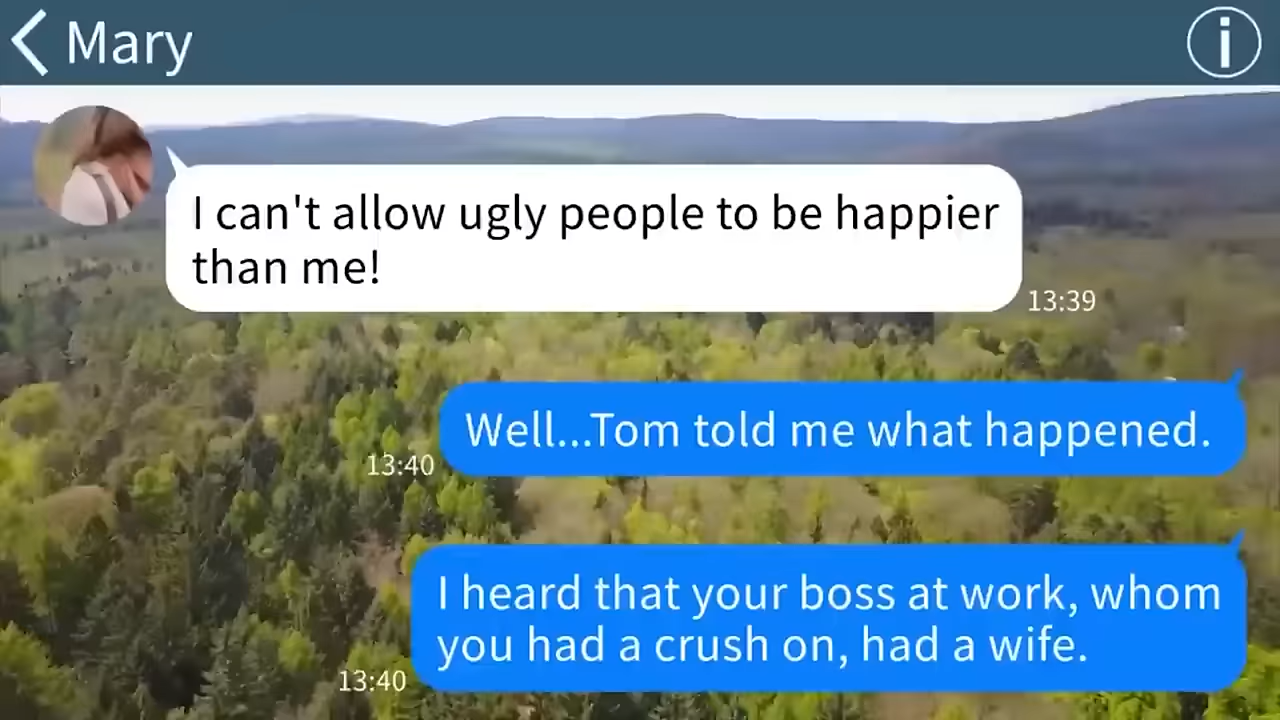 Mary
I can't allow ugly people to be happier
than me!
13:39
Well...Tom told me what happened.
13:40
I heard that your boss at work, whom
you had a crush on, had a wife.
13:40